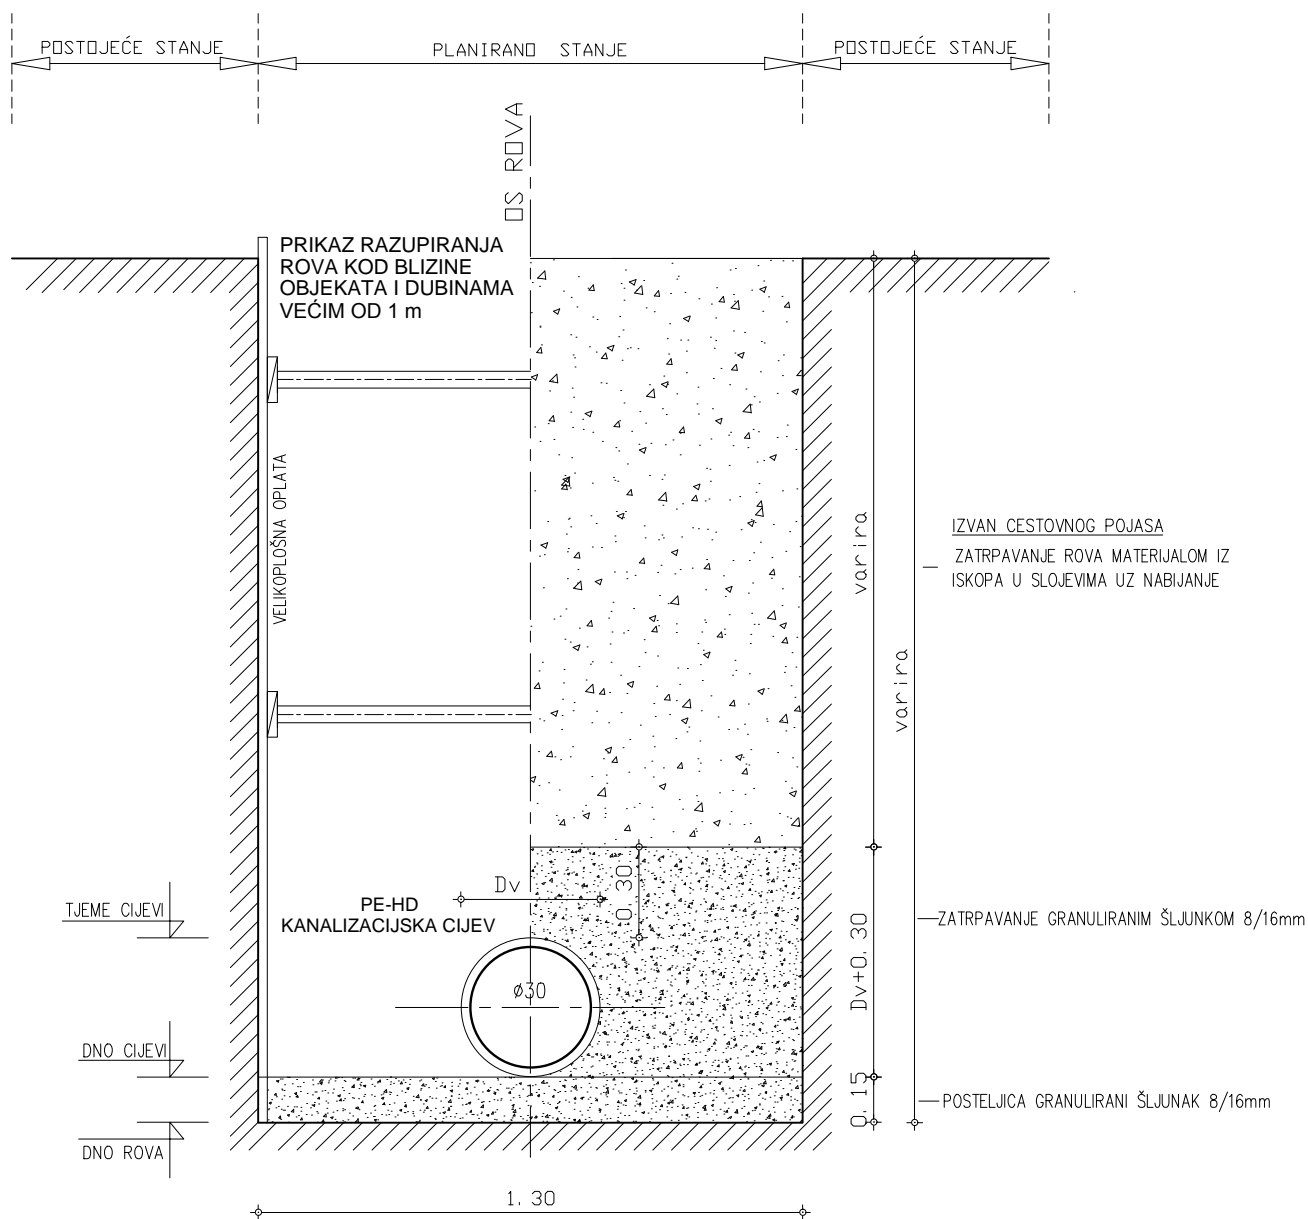 POSTOJEĆE STANJE
PLANIRANO STANJE
POSTOJEĆE STANJE
OS ROVA
PRIKAZ RAZUPIRANJA
ROVA KOD BLIZINE
OBJEKATA I DUBINAMA
VEĆIM OD 1 m
VELIKOPLOŠNA OPLATA
varira
varira
IZVAN CESTOVNOG POJASA
ZATRPAVANJE ROVA MATERIJALOM IZ
ISKOPA U SLOJEVIMA UZ NABIJANJE
Dv
0.30
PE-HD
KANALIZACIJSKA CIJEV
TJEME CIJEVI
ZATRPAVANJE GRANULIRANIM ŠLJUNKOM 8/16mm
Dv+0.30
ø30
DNO CIJEVI
0.15
POSTELJICA GRANULIRANI ŠLJUNAK 8/16mm
DNO ROVA
1.30